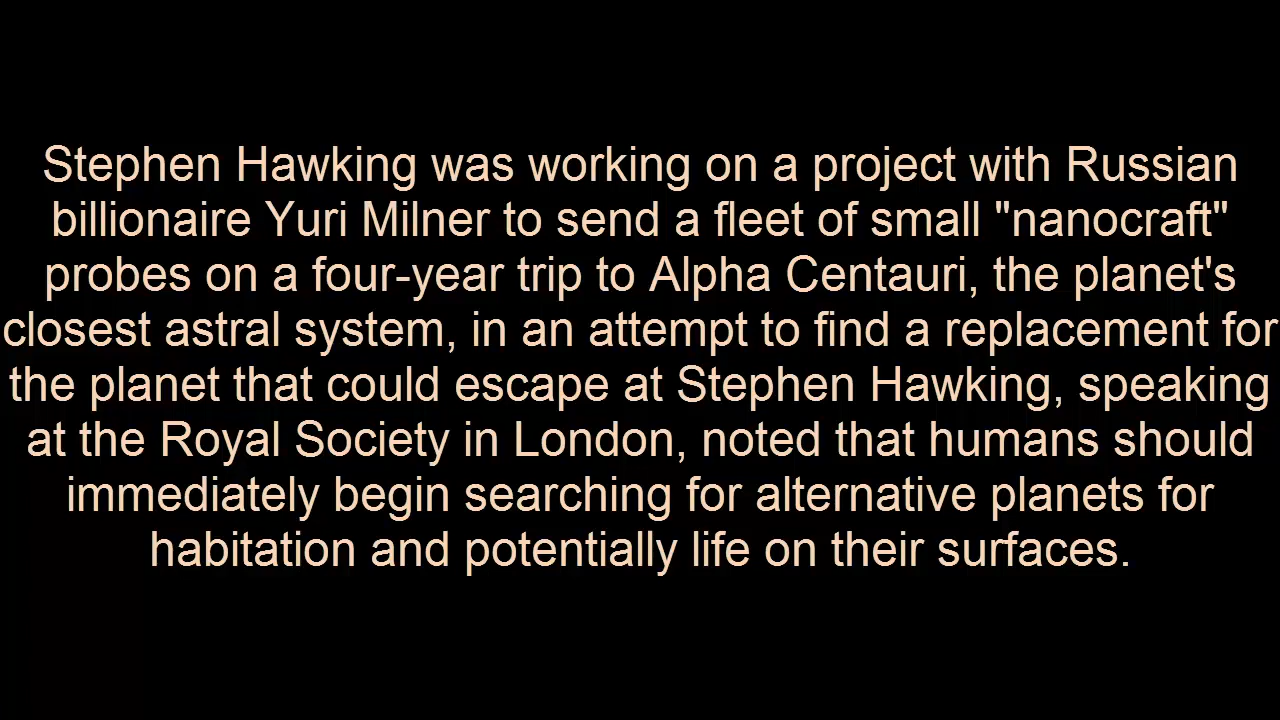 Stephen Hawking was working on a project with Russian
billionaire Yuri Milner to send a fleet of small "nanocraft"
probes on a four-year trip to Alpha Centauri, the planet's
closest astral system, in an attempt to find a replacement for
the planet that could escape at Stephen Hawking, speaking
at the Royal Society in London, noted that humans should
immediately begin searching for alternative planets for
habitation and potentially life on their surfaces.